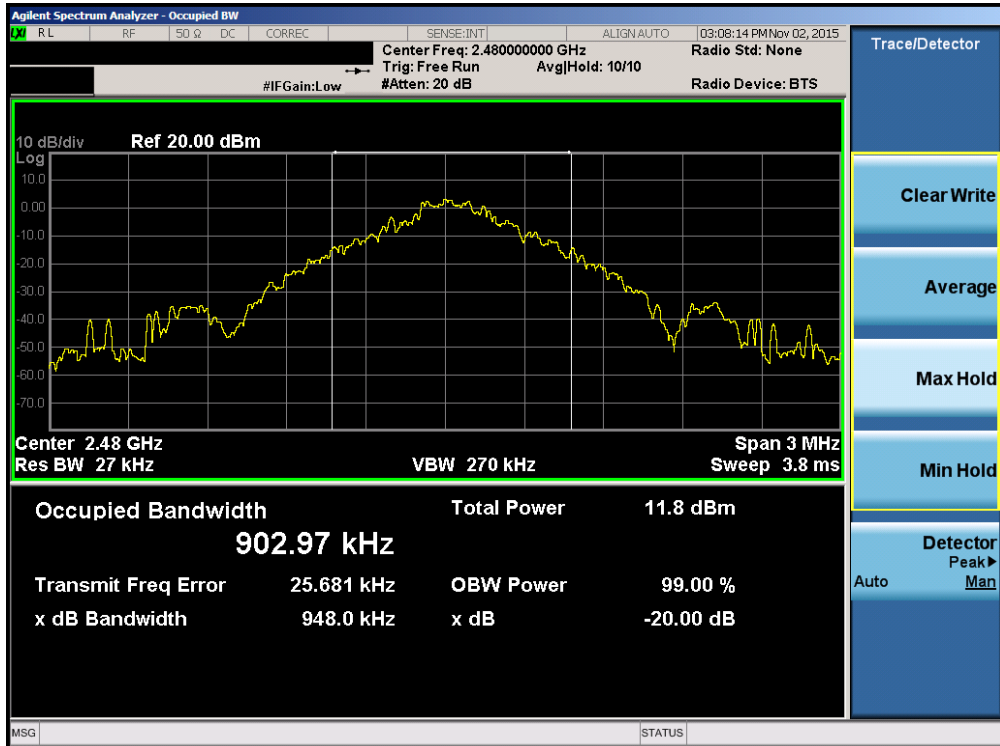 Agilent Spectrum Analyzer - Occupied BW
LXI RL RF 50 Ω DC CORREC SENSE:INT ALIGN AUTO 03:08:14 PM Nov 02, 2015
Center Freq: 2.480000000 GHz Radio Std: None
Trig: Free Run Avg|Hold: 10/10
#IFGain:Low #Atten: 20 dB Radio Device: BTS
Trace/Detector
10 dB/div Ref 20.00 dBm
Log
10.0
0.00
-10.0
-20.0
-30.0
-40.0
-50.0
-60.0
-70.0
Center 2.48 GHz Span 3 MHz
Res BW 27 kHz VBW 270 kHz Sweep 3.8 ms
Occupied Bandwidth Total Power 11.8 dBm
902.97 kHz
Transmit Freq Error 25.681 kHz OBW Power 99.00 %
x dB Bandwidth 948.0 kHz x dB -20.00 dB
Clear Write
Average
Max Hold
Min Hold
Detector
Peak▶
Auto Man
MSG STATUS